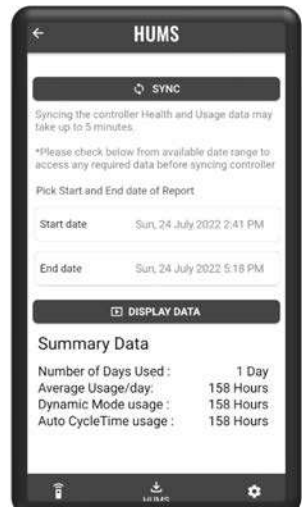 HUMS
SYNC
Syncing the controller Health and Usage data may
take up to 5 minutes.
*Please check below from available date range to
access any required data before syncing controller
Pick Start and End date of Report
Start date Sun, 24 July 2022 2:41 PM
End date Sun, 24 July 2022 5:18 PM
DISPLAY DATA
Summary Data
Number of Days Used : 1 Day
Average Usage/day: 158 Hours
Dynamic Mode usage : 158 Hours
Auto CycleTime usage : 158 Hours
HUMS